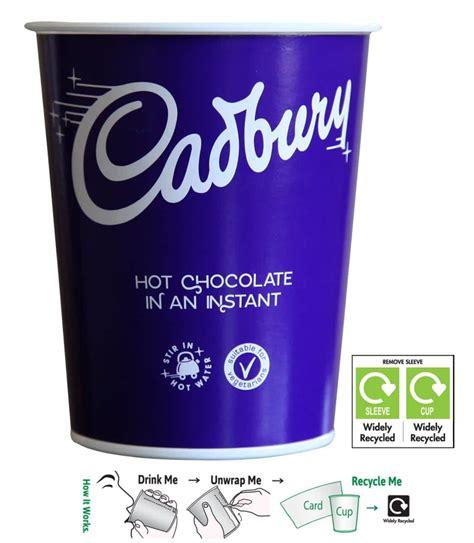 Cadbury
HOT CHOCOLATE
IN AN INSTANT
STIR IN
HOT WATER
suitable for
vegetarians
REMOVE SLEEVE
SLEEVE CUP
Widely Recycled Widely Recycled
How It Works.
Drink Me → Unwrap Me → Recycle Me
Card Cup
Widely Recycled